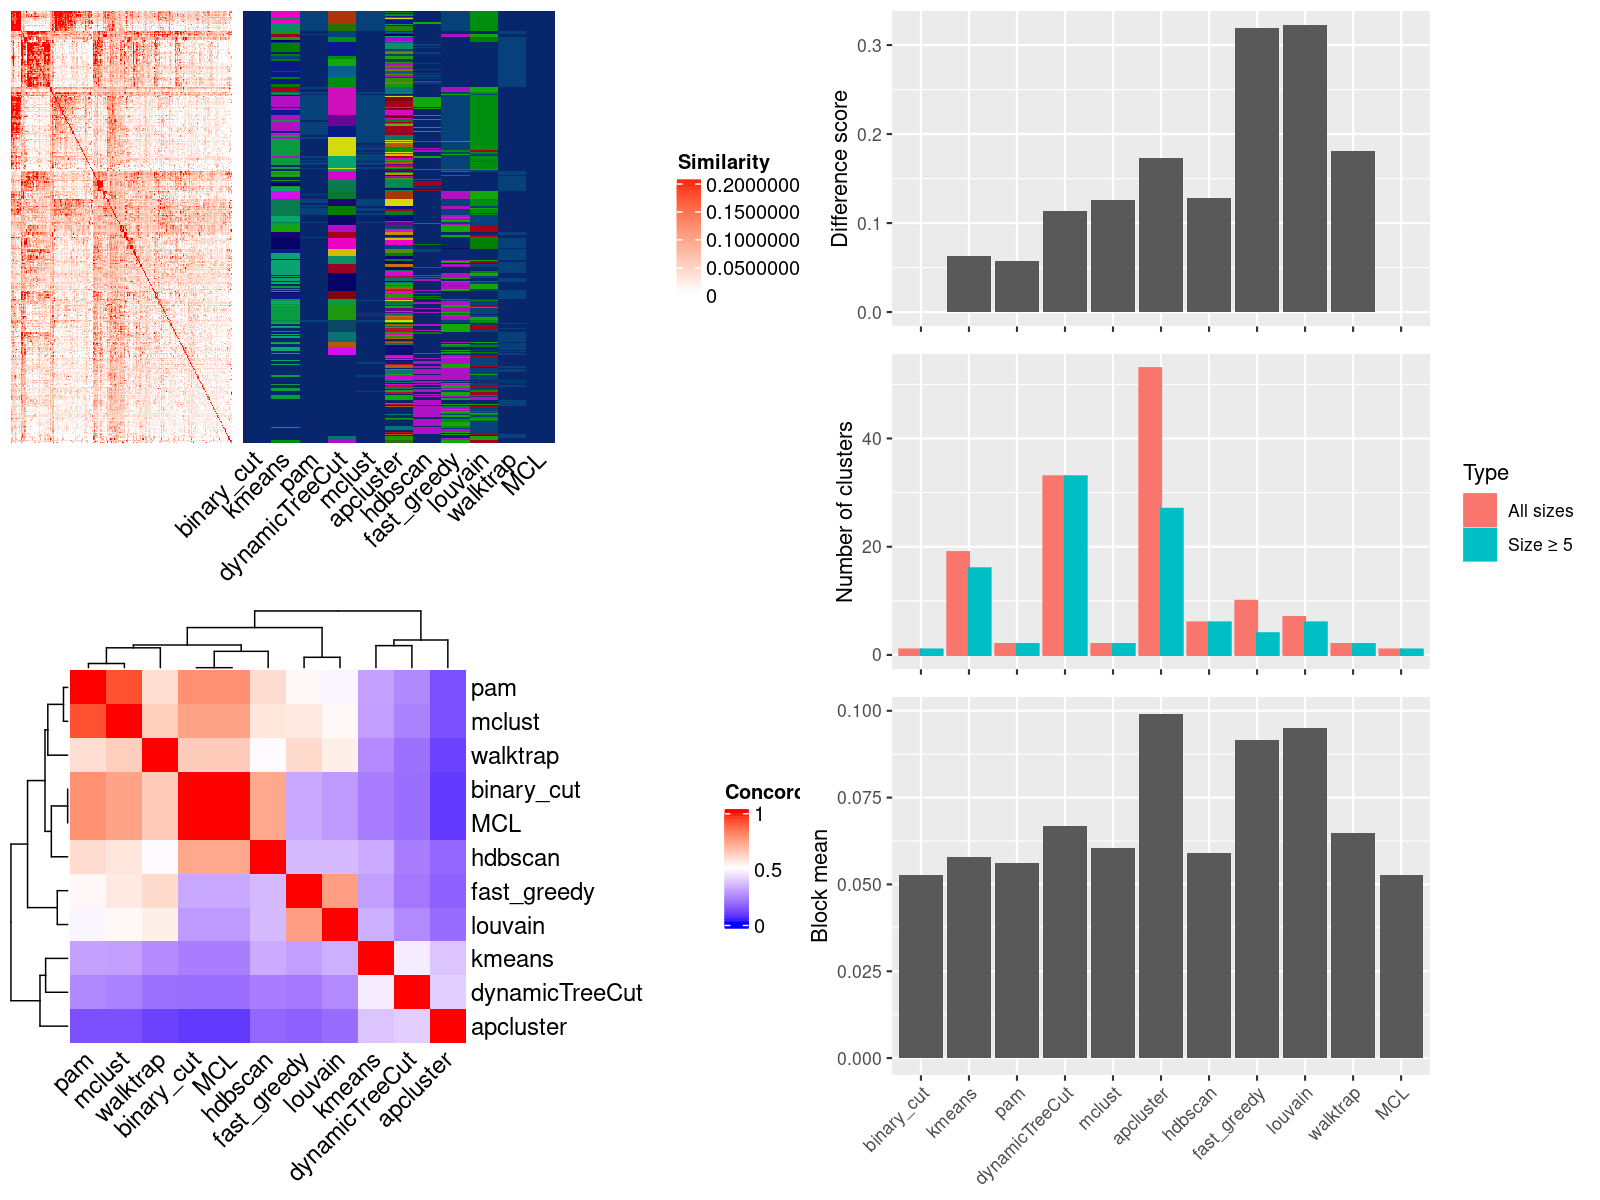 Similarity
0.2000000
0.1500000
0.1000000
0.0500000
0
binary_cut
kmeans
pam
dynamicTreeCut
mclust
apcluster
hdbscan
fast_greedy
louvain
walktrap
MCL
pam
mclust
walktrap
binary_cut
MCL
hdbscan
fast_greedy
louvain
kmeans
dynamicTreeCut
apcluster
Concorc
1
0.5
0
pam
mclust
walktrap
binary_cut
MCL
hdbscan
fast_greedy
louvain
kmeans
dynamicTreeCut
apcluster
Difference score
0.3
0.2
0.1
0.0
Number of clusters
40
20
0
Type
All sizes
Size ≥ 5
Block mean
0.100
0.075
0.050
0.025
0.000
binary_cut
kmeans
pam
dynamicTreeCut
mclust
apcluster
hdbscan
fast_greedy
louvain
walktrap
MCL